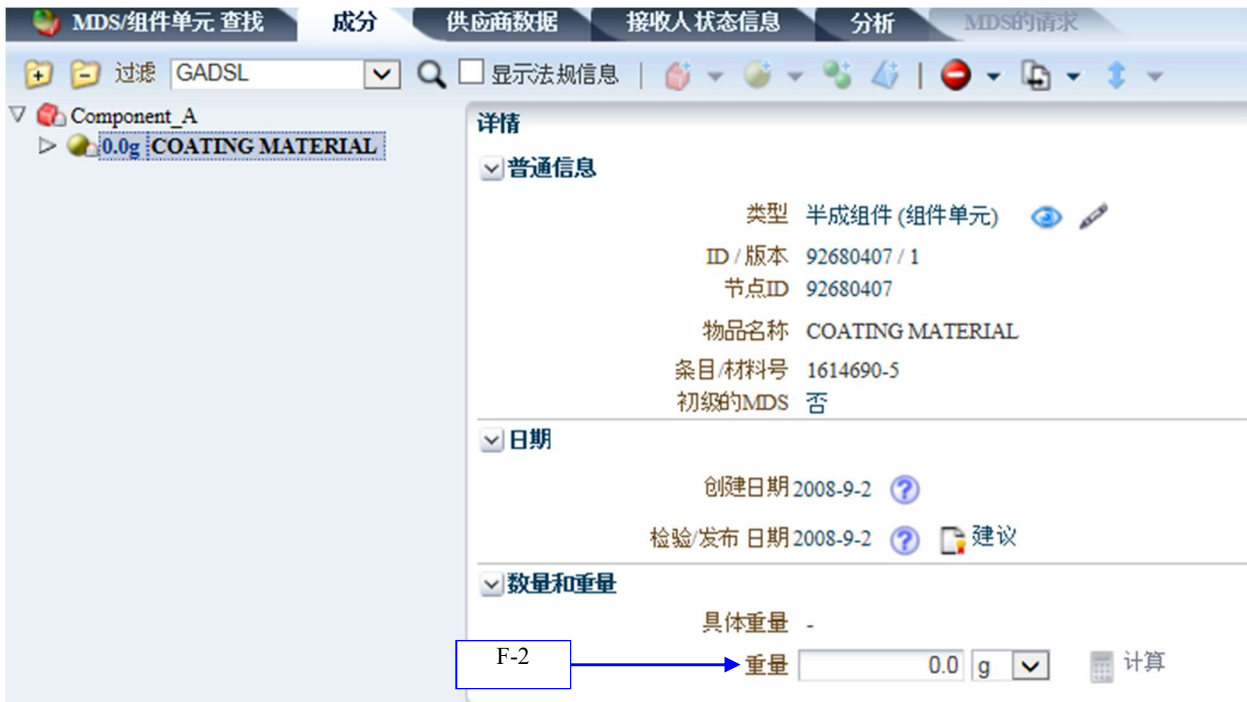 MDS/组件单元 查找 成分 供应商数据 接收人状态信息 分析 MDS的请求
过滤 GADSL 显示法规信息
Component_A
0.0g COATING MATERIAL
详情
普通信息
类型 半成组件 (组件单元)
ID / 版本 92680407 / 1
节点ID 92680407
物品名称 COATING MATERIAL
条目/材料号 1614690-5
初级的MDS 否
日期
创建日期 2008-9-2
检验/发布 日期 2008-9-2 建议
数量和重量
具体重量 -
F-2
重量 0.0 g 计算